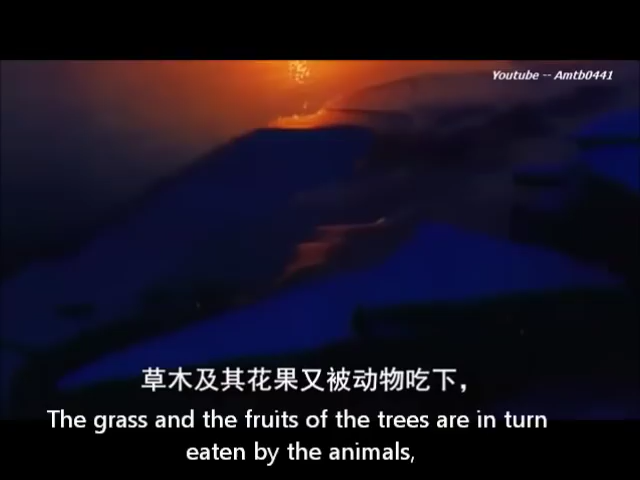 Youtube -- Amtb0441
草木及其花果又被动物吃下，
The grass and the fruits of the trees are in turn
eaten by the animals,